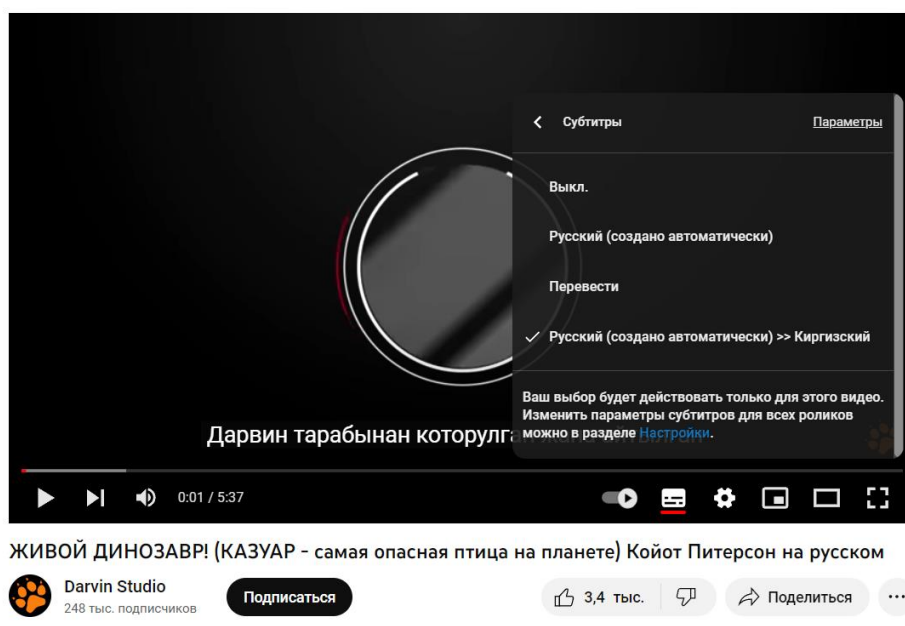 Субтитры Параметры
Выкл.
Русский (создано автоматически)
Перевести
Русский (создано автоматически) >> Киргизский
Ваш выбор будет действовать только для этого видео.
Изменить параметры субтитров для всех роликов
можно в разделе Настройки.
Дарвин тарабынан
0:01 / 5:37
ЖИВОЙ ДИНОЗАВР! (КАЗУАР - самая опасная птица на планете) Койот Питерсон на русском
Darvin Studio
248 тыс. подписчиков
Подписаться
3,4 тыс.
Поделиться